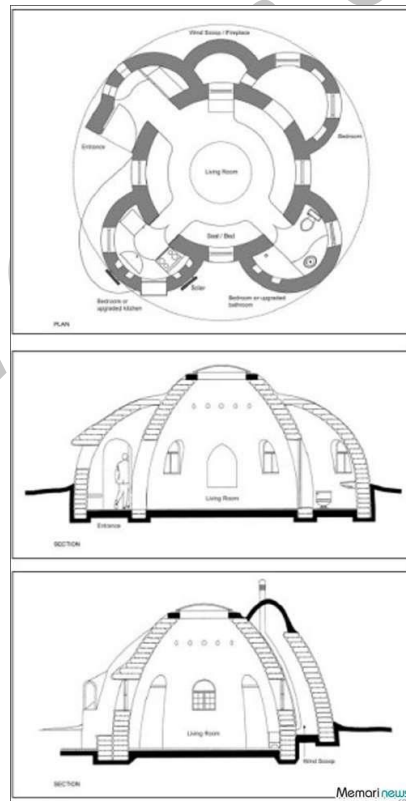 Wind Scoop / Fireplace
Entrance
Bedroom
Living Room
Seat / Bed
Boiler
Bedroom or
upgraded kitchen
Bedroom or upgraded
bathroom
PLAN
Living Room
Entrance
SECTION
Living Room
Wind Scoop
SECTION
Memarinews